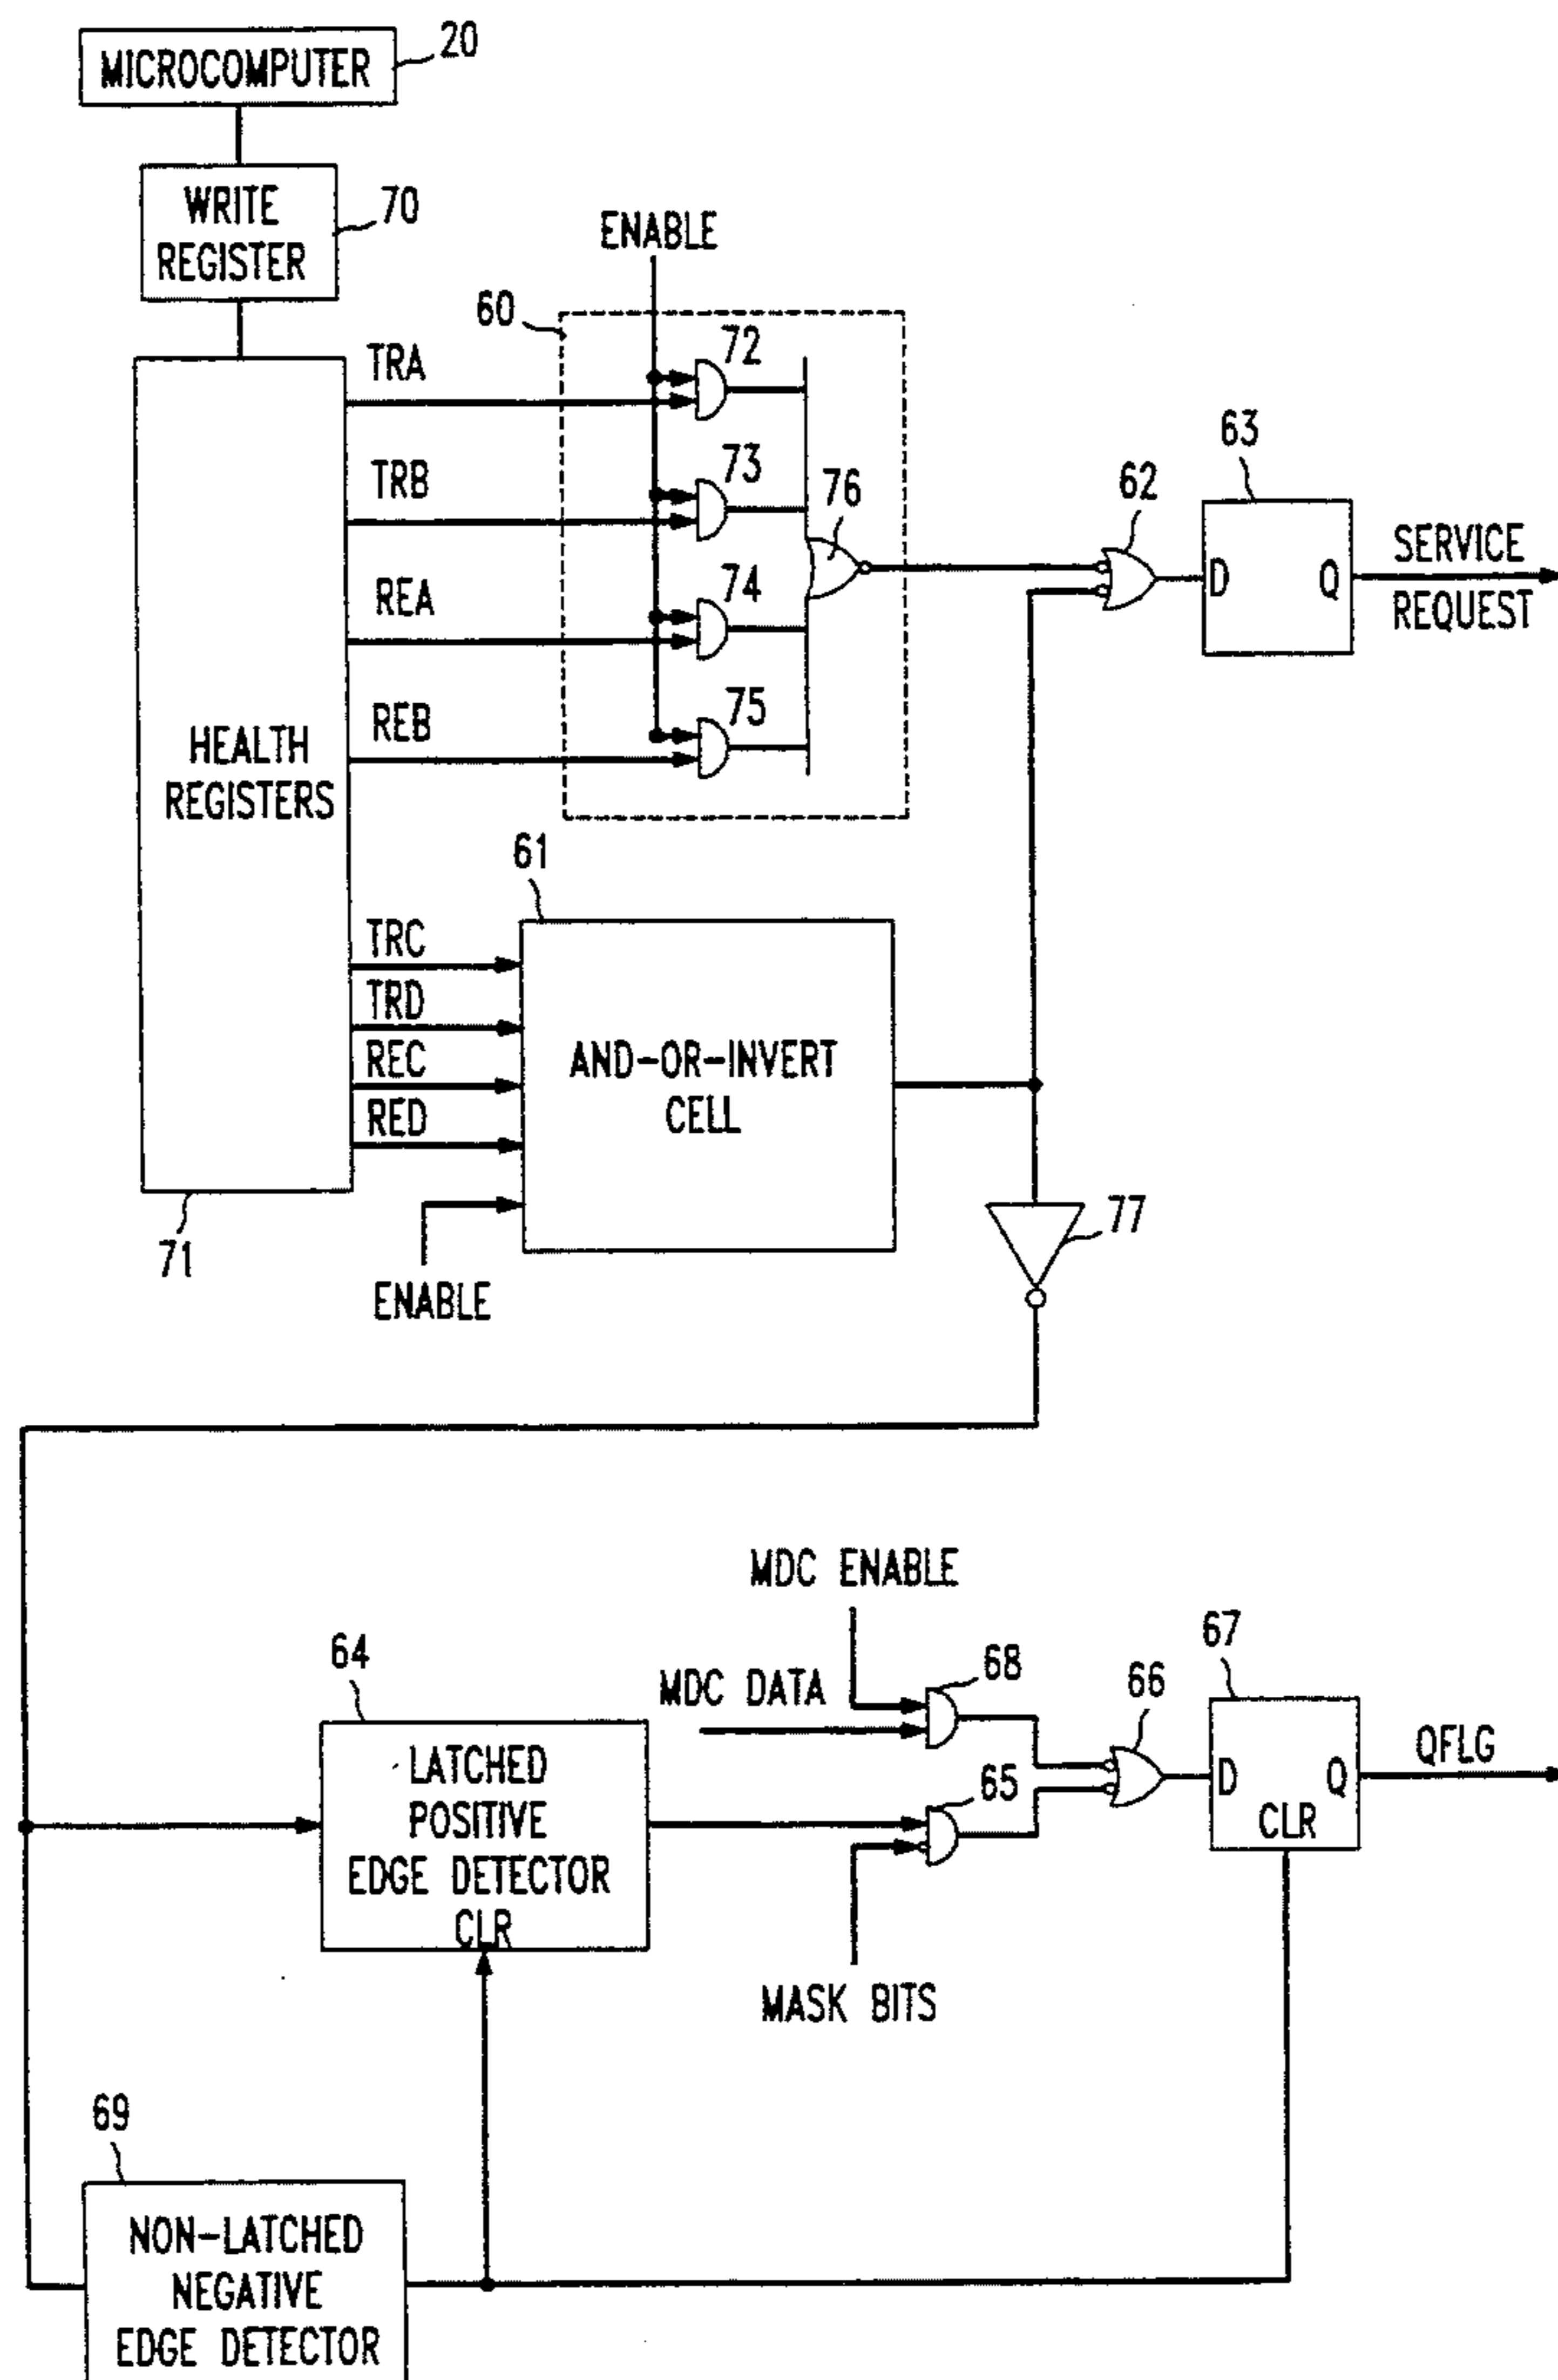 MICROCOMPUTER
20
WRITE
REGISTER
70
ENABLE
60
72
TRA
73
TRB
76
74
REA
75
REB
62
63
D
Q
SERVICE
REQUEST
HEALTH
REGISTERS
61
TRC
TRD
REC
RED
AND-OR-INVERT
CELL
71
ENABLE
77
MDC ENABLE
64
MDC DATA
68
66
67
LATCHED
POSITIVE
EDGE DETECTOR
CLR
65
D
Q
CLR
QFLG
MASK BITS
69
NON-LATCHED
NEGATIVE
EDGE DETECTOR